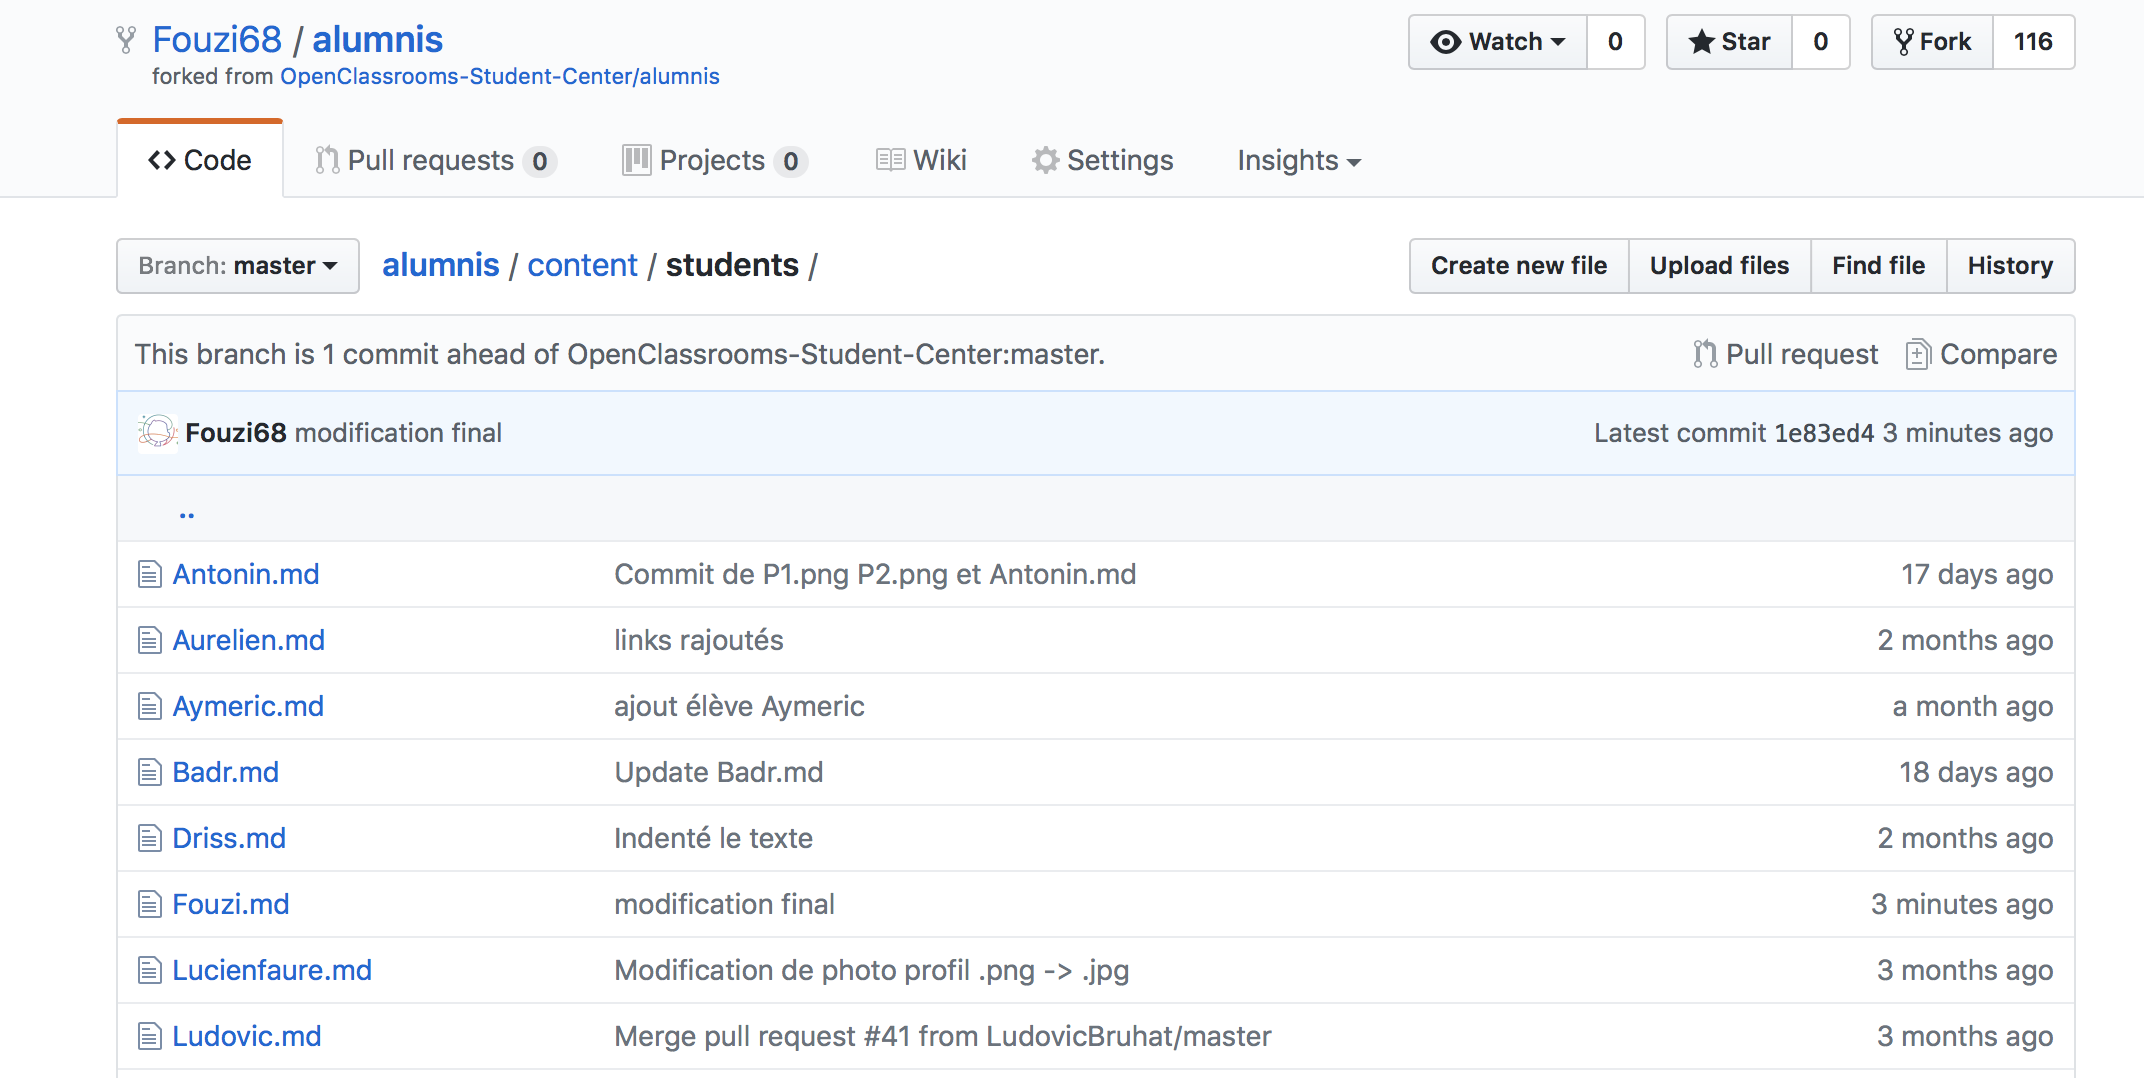 Fouzi68 / alumnis
Watch 0 Star 0 Fork 116
forked from OpenClassrooms-Student-Center/alumnis
Code Pull requests 0 Projects 0 Wiki Settings Insights
Branch: master alumnis / content / students / Create new file Upload files Find file History
This branch is 1 commit ahead of OpenClassrooms-Student-Center:master. Pull request Compare
Fouzi68 modification final Latest commit 1e83ed4 3 minutes ago
..
Antonin.md Commit de P1.png P2.png et Antonin.md 17 days ago
Aurelien.md links rajoutés 2 months ago
Aymeric.md ajout élève Aymeric a month ago
Badr.md Update Badr.md 18 days ago
Driss.md Indenté le texte 2 months ago
Fouzi.md modification final 3 minutes ago
Lucienfaure.md Modification de photo profil .png -> .jpg 3 months ago
Ludovic.md Merge pull request #41 from LudovicBruhat/master 3 months ago